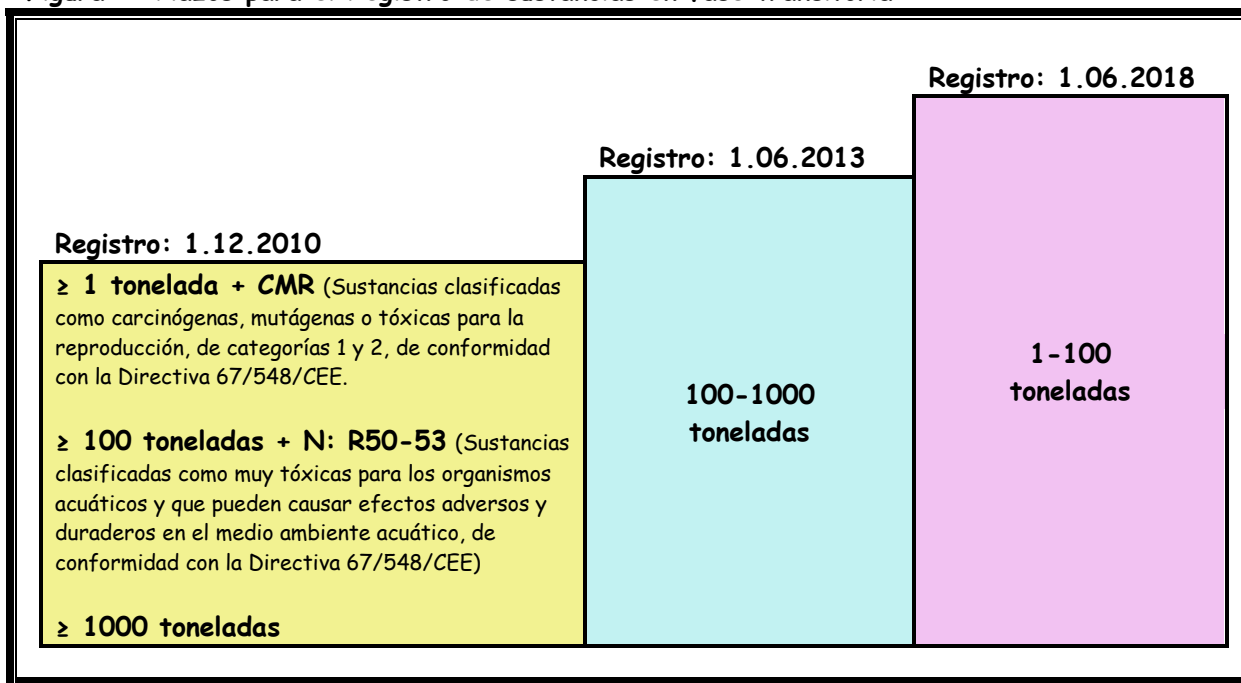 Registro: 1.06.2018
Registro: 1.06.2013
Registro: 1.12.2010
≥ 1 tonelada + CMR (Sustancias clasificadas
como carcinógenas, mutágenas o tóxicas para la
reproducción, de categorías 1 y 2, de conformidad
con la Directiva 67/548/CEE.
≥ 100 toneladas + N: R50-53 (Sustancias
clasificadas como muy tóxicas para los organismos
acuáticos y que pueden causar efectos adversos y
duraderos en el medio ambiente acuático, de
conformidad con la Directiva 67/548/CEE)
≥ 1000 toneladas
100-1000
toneladas
1-100
toneladas